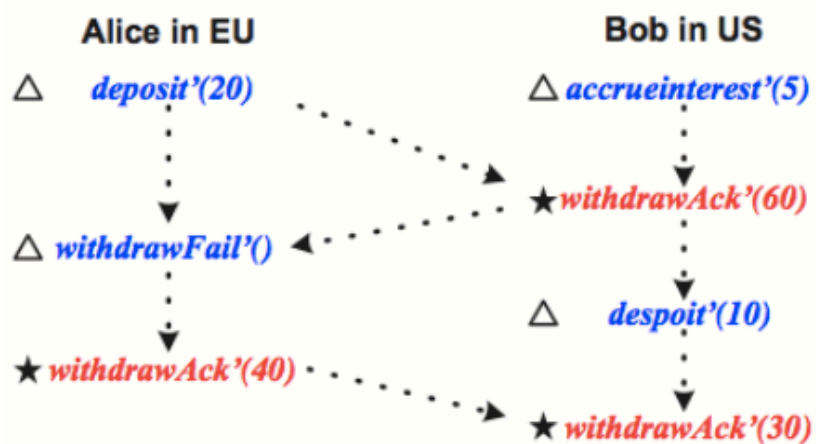 Alice in EU
Bob in US
△ deposit’(20)
△ accrueinterest’(5)
★ withdrawAck’(60)
△ withdrawFail’()
△ despoit’(10)
★ withdrawAck’(40)
★ withdrawAck’(30)